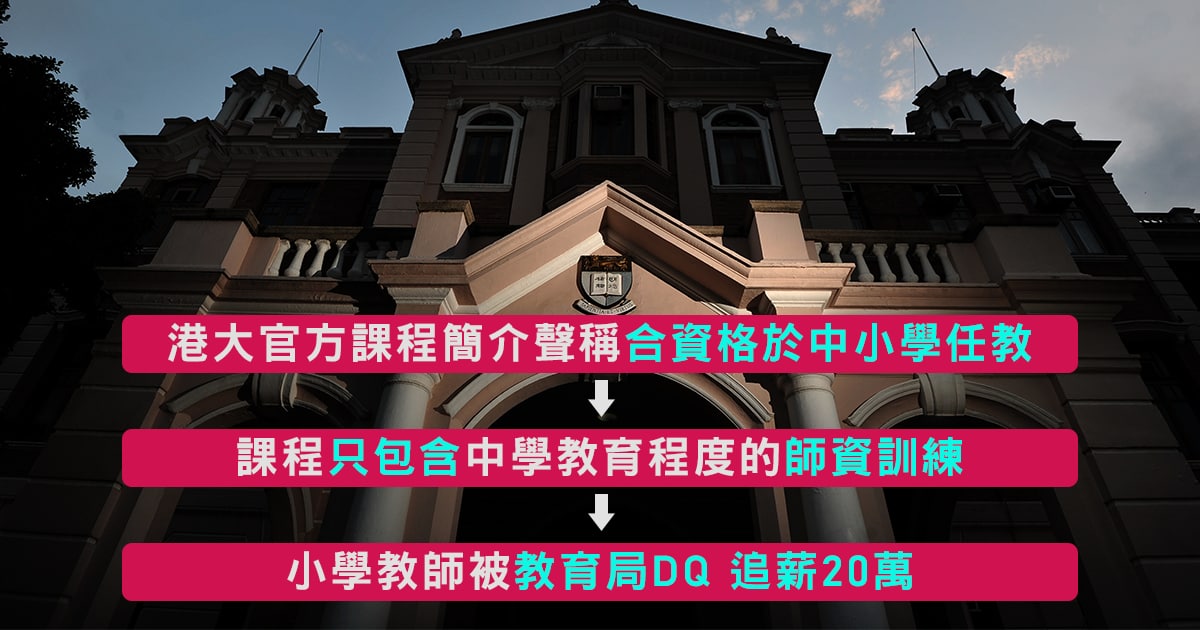 港大官方課程簡介聲稱合資格於中小學任教
課程只包含中學教育程度的師資訓練
小學教師被教育局DQ 追薪20萬